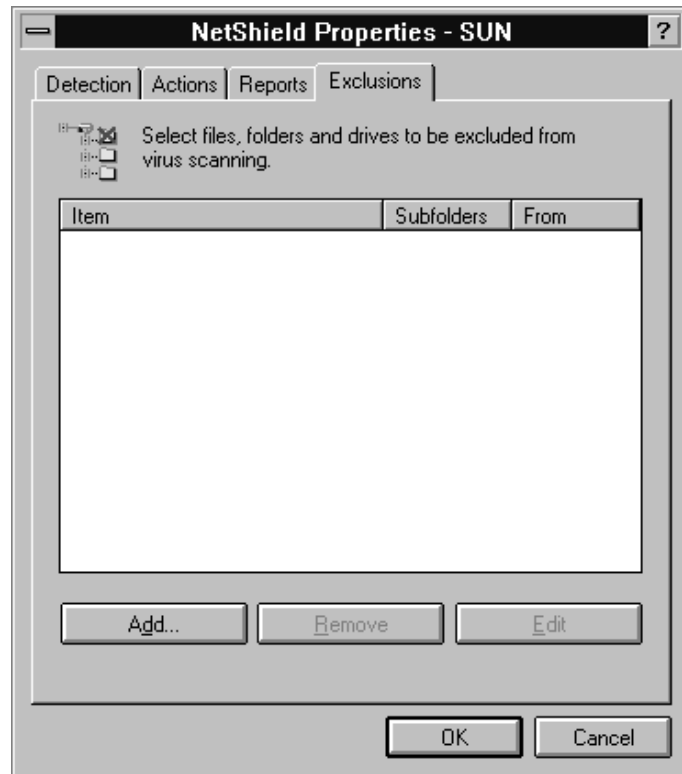 NetShield Properties - SUN ?
Detection Actions Reports Exclusions
Select files, folders and drives to be excluded from
virus scanning.
Item Subfolders From
Add... Remove Edit
OK Cancel